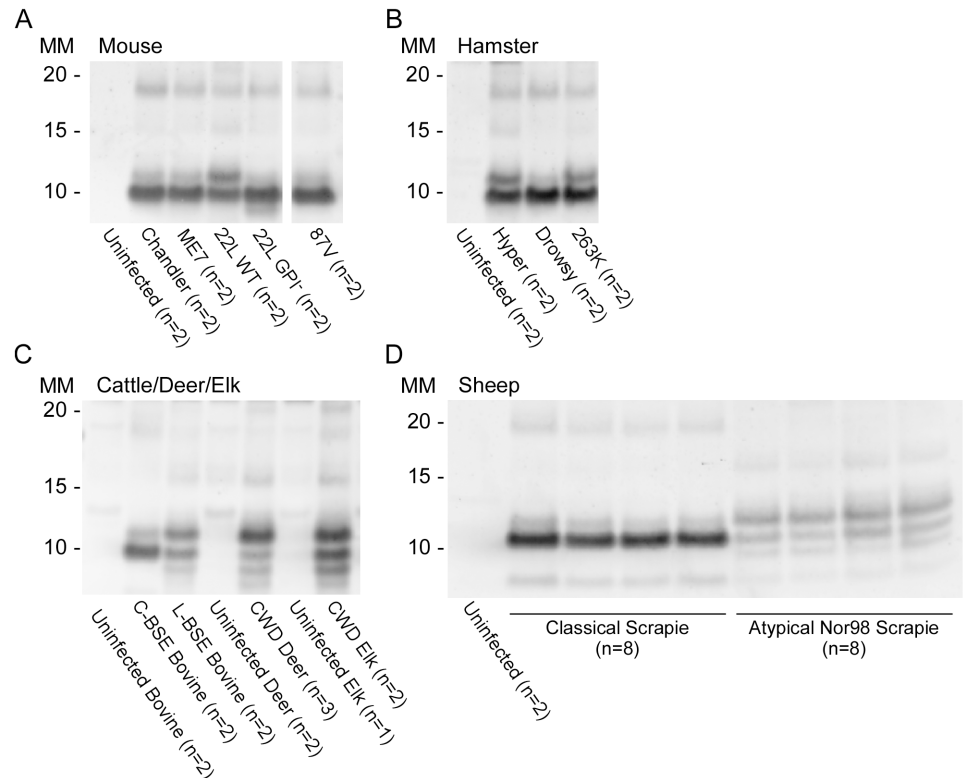 A
MM Mouse
20 -
15 -
10 -
Uninfected (n=2)
Chandler (n=2)
ME7 (n=2)
22L WT (n=2)
22L GPI- (n=2)
87V (n=2)
B
MM Hamster
20 -
15 -
10 -
Uninfected (n=2)
Hyper (n=2)
Drowsy (n=2)
263K (n=2)
C
MM Cattle/Deer/Elk
20 -
15 -
10 -
Uninfected Bovine (n=2)
C-BSE Bovine (n=2)
L-BSE Bovine (n=2)
Uninfected Deer (n=2)
CWD Deer (n=3)
Uninfected Elk (n=1)
CWD Elk (n=2)
D
MM Sheep
20 -
15 -
10 -
Uninfected (n=2)
Classical Scrapie
(n=8)
Atypical Nor98 Scrapie
(n=8)